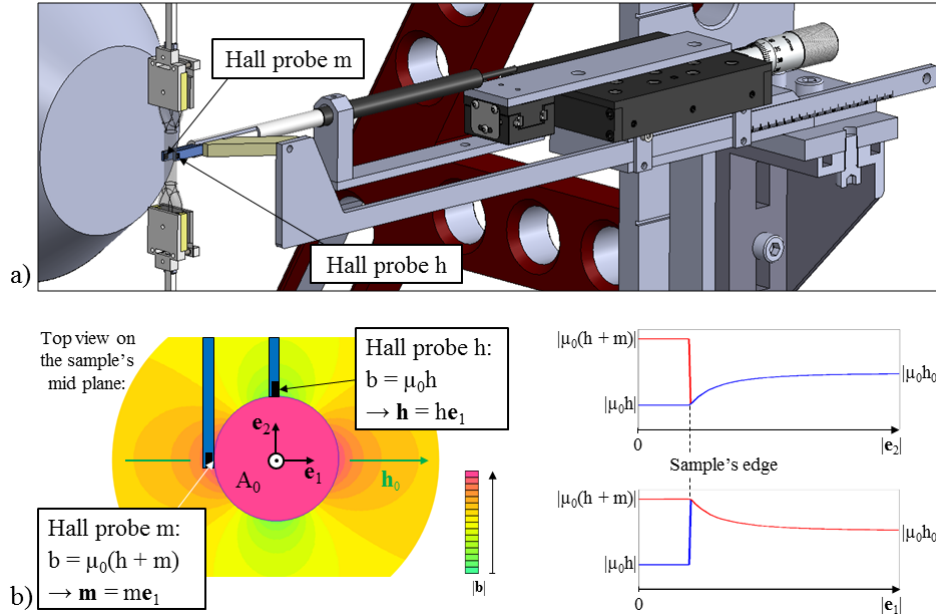 Hall probe m
Hall probe h
a)
Top view on
the sample's
mid plane:
Hall probe h:
b = μ₀h
→ h = he₁
e₂
e₁
A₀
h₀
Hall probe m:
b = μ₀(h + m)
→ m = me₁
|b|
b)
|μ₀(h + m)|
|μ₀h|
|μ₀h₀|
0
|e₂|
Sample's edge
|μ₀(h + m)|
|μ₀h|
|μ₀h₀|
0
|e₁|